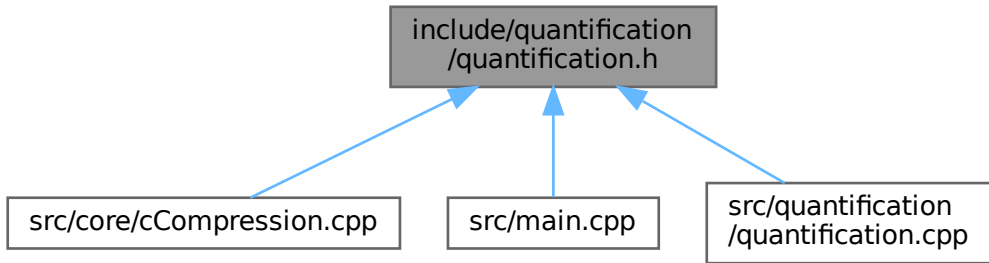 include/quantification
/quantification.h
src/core/cCompression.cpp
src/main.cpp
src/quantification
/quantification.cpp